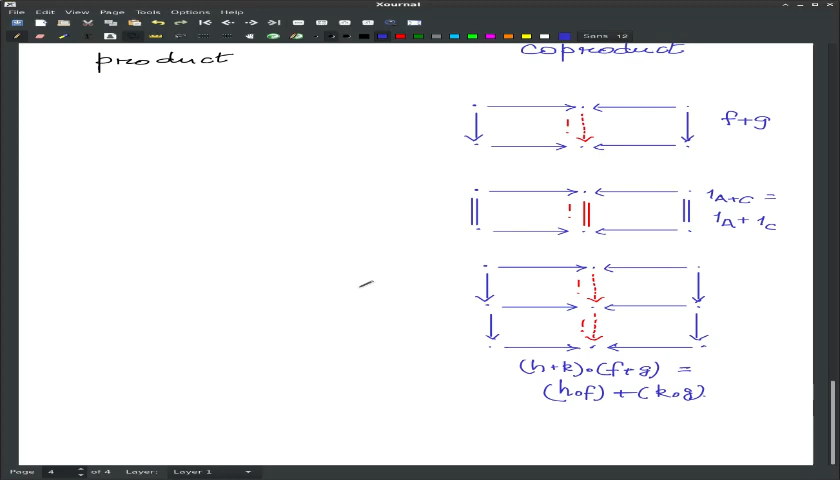 Xournal
File Edit View Journal Page Tools Options Help
Sans 12
product
coproduct
!
f+g
!
1A+C =
1A + 1C
!
!
(h+k)∘(f+g) =
(h∘f) + (k∘g).
Page 4 of 4 Layer: Layer 1